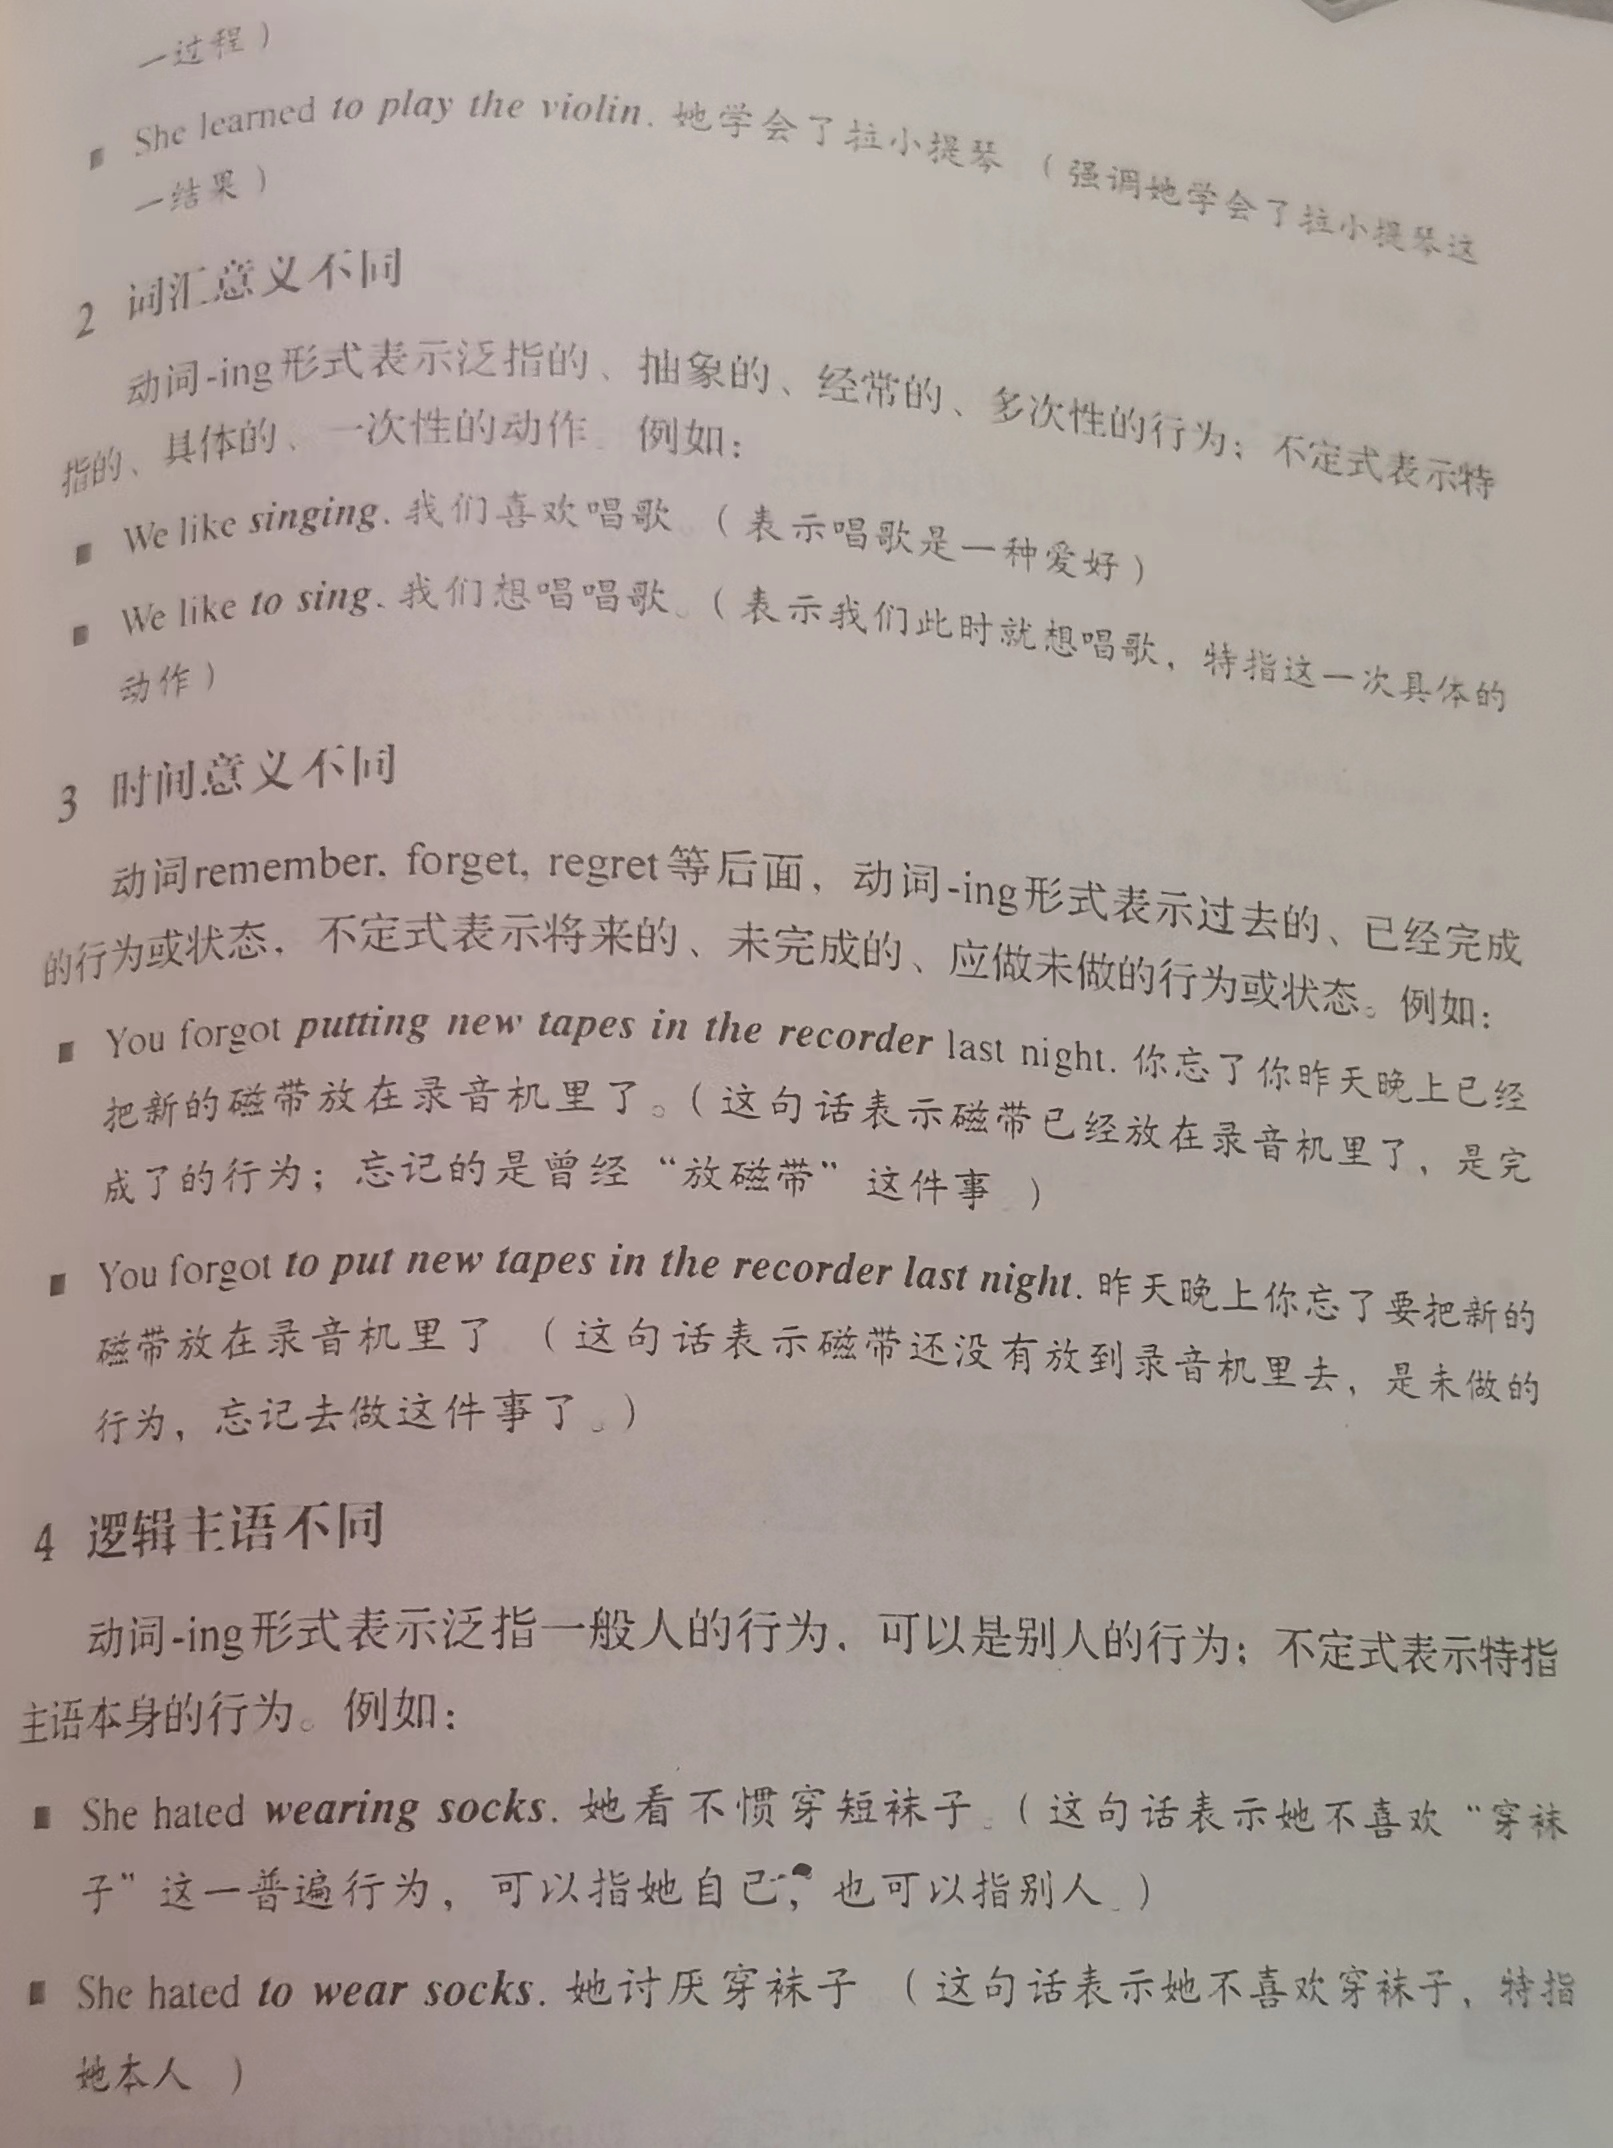 一过程）
■ She learned to play the violin. 她学会了拉小提琴（强调她学会了拉小提琴这
一结果）
2 词汇意义不同
动词-ing形式表示泛指的、抽象的、经常的、多次性的行为；不定式表示特
指的、具体的、一次性的动作。例如：
■ We like singing. 我们喜欢唱歌。（表示唱歌是一种爱好）
■ We like to sing. 我们想唱唱歌。（表示我们此时就想唱歌，特指这一次具体的
动作）
3 时间意义不同
动词remember, forget, regret等后面，动词-ing形式表示过去的、已经完成
的行为或状态，不定式表示将来的、未完成的、应做未做的行为或状态。例如：
■ You forgot putting new tapes in the recorder last night. 你忘了你昨天晚上已经
把新的磁带放在录音机里了。（这句话表示磁带已经放在录音机里了，是完
成了的行为；忘记的是曾经“放磁带”这件事。）
■ You forgot to put new tapes in the recorder last night. 昨天晚上你忘了要把新的
磁带放在录音机里了。（这句话表示磁带还没有放到录音机里去，是未做的
行为，忘记去做这件事了。）
4 逻辑主语不同
动词-ing形式表示泛指一般人的行为，可以是别人的行为；不定式表示特指
主语本身的行为。例如：
■ She hated wearing socks. 她看不惯穿短袜子。（这句话表示她不喜欢“穿袜
子”这一普遍行为，可以指她自己，也可以指别人。）
■ She hated to wear socks. 她讨厌穿袜子。（这句话表示她不喜欢穿袜子，特指
她本人。）